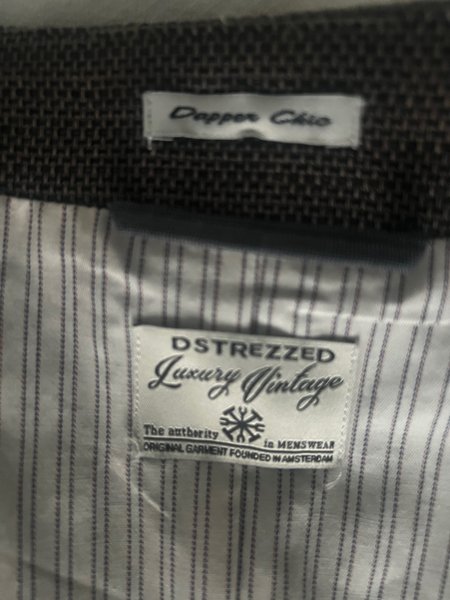 Dapper Chic
DSTREZZED
Luxury Vintage
The authority in MENSWEAR
ORIGINAL GARMENT FOUNDED IN AMSTERDAM